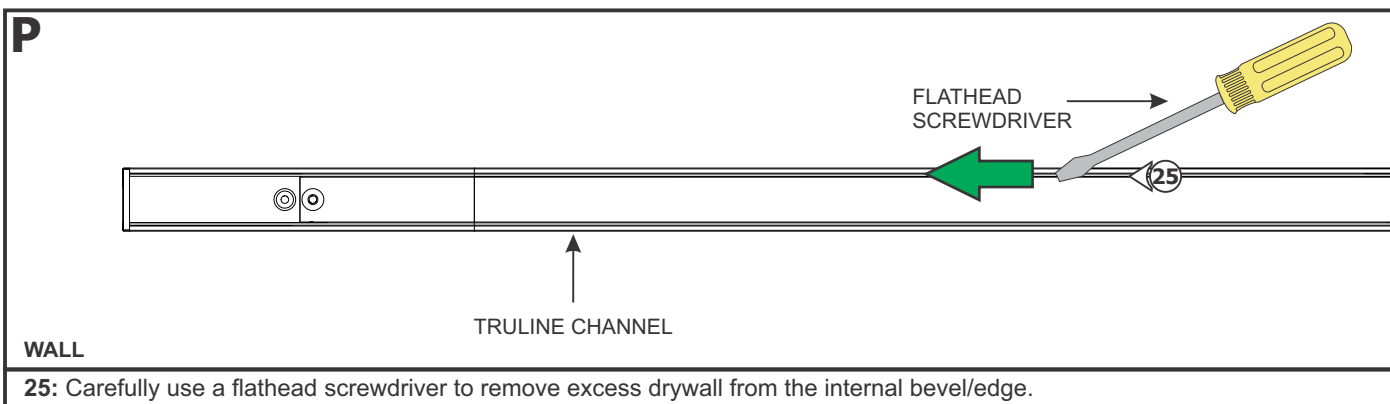 P
FLATHEAD
SCREWDRIVER
25
TRULINE CHANNEL
WALL
25: Carefully use a flathead screwdriver to remove excess drywall from the internal bevel/edge.